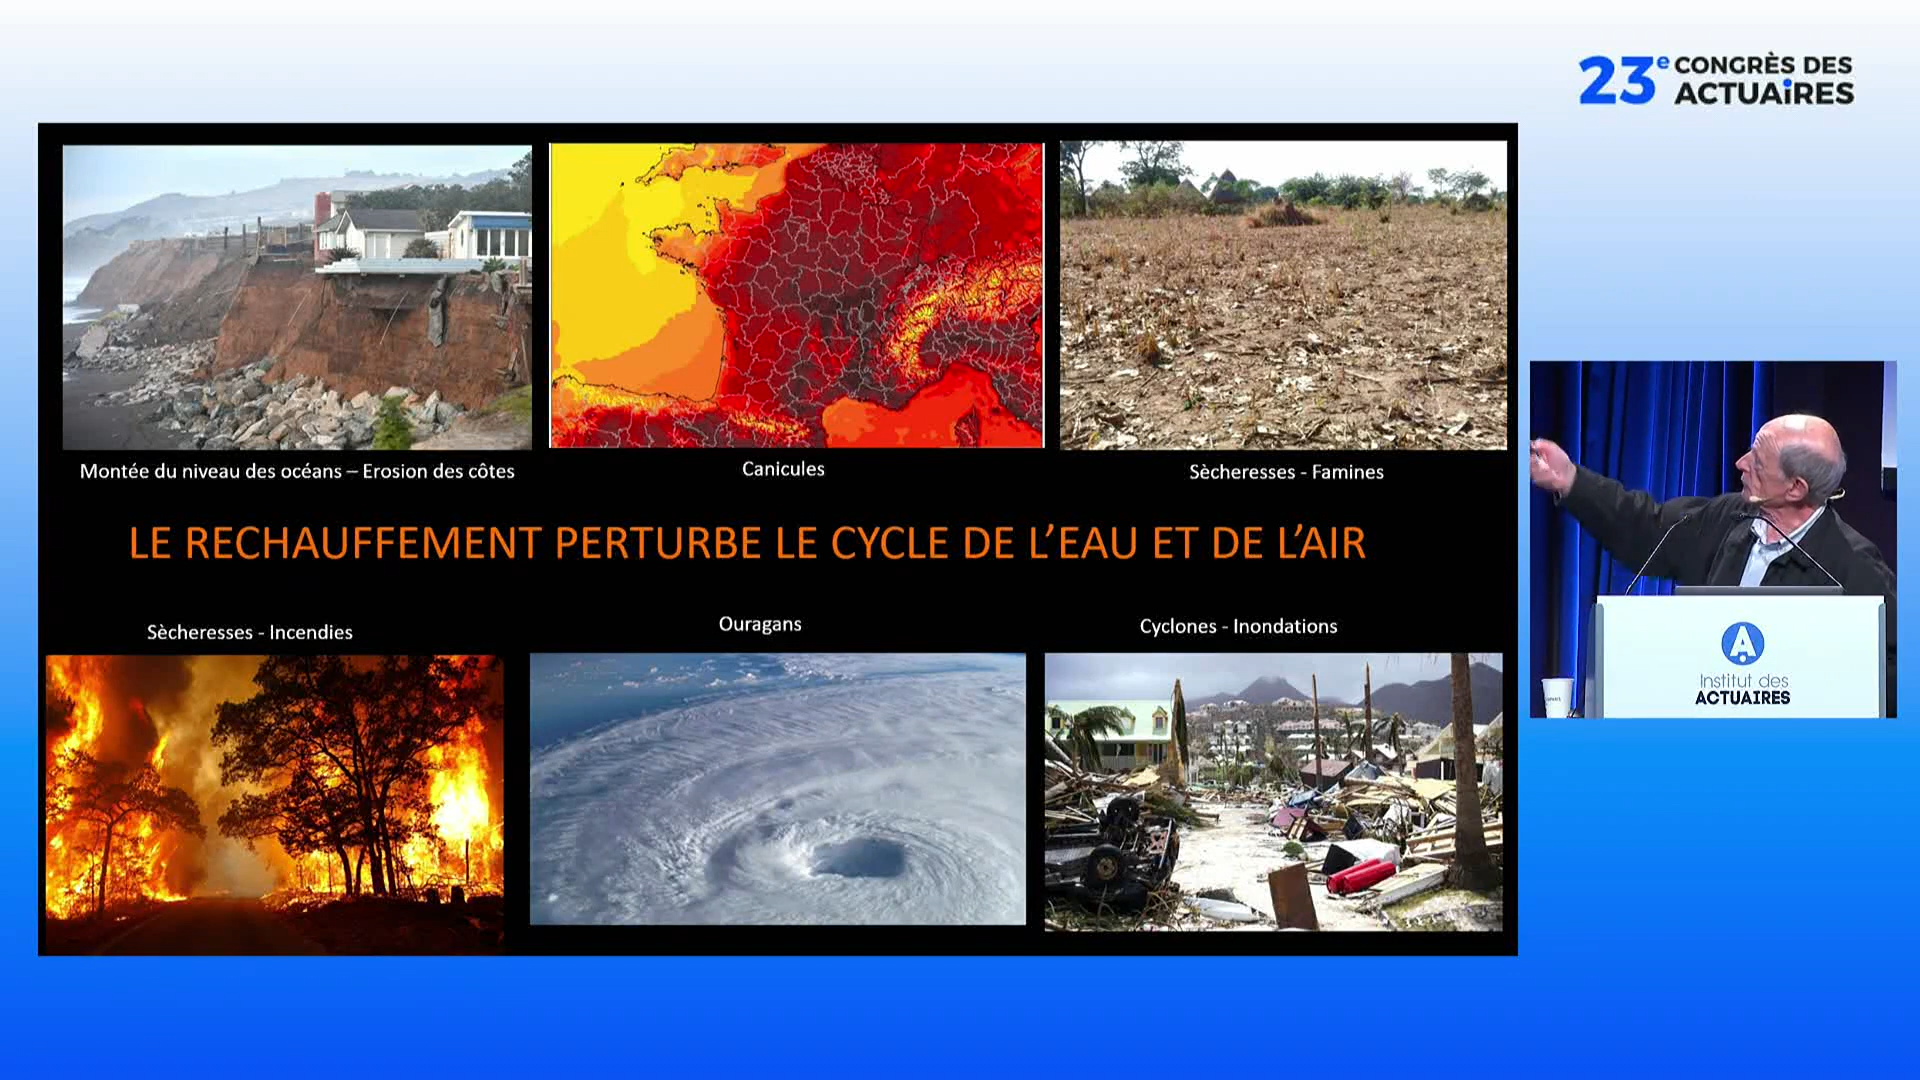 23e CONGRÈS DES
ACTUAiRES
Montée du niveau des océans – Erosion des côtes
Canicules
Sècheresses - Famines
LE RECHAUFFEMENT PERTURBE LE CYCLE DE L’EAU ET DE L’AIR
Sècheresses - Incendies
Ouragans
Cyclones - Inondations
Institut des
ACTUAIRES